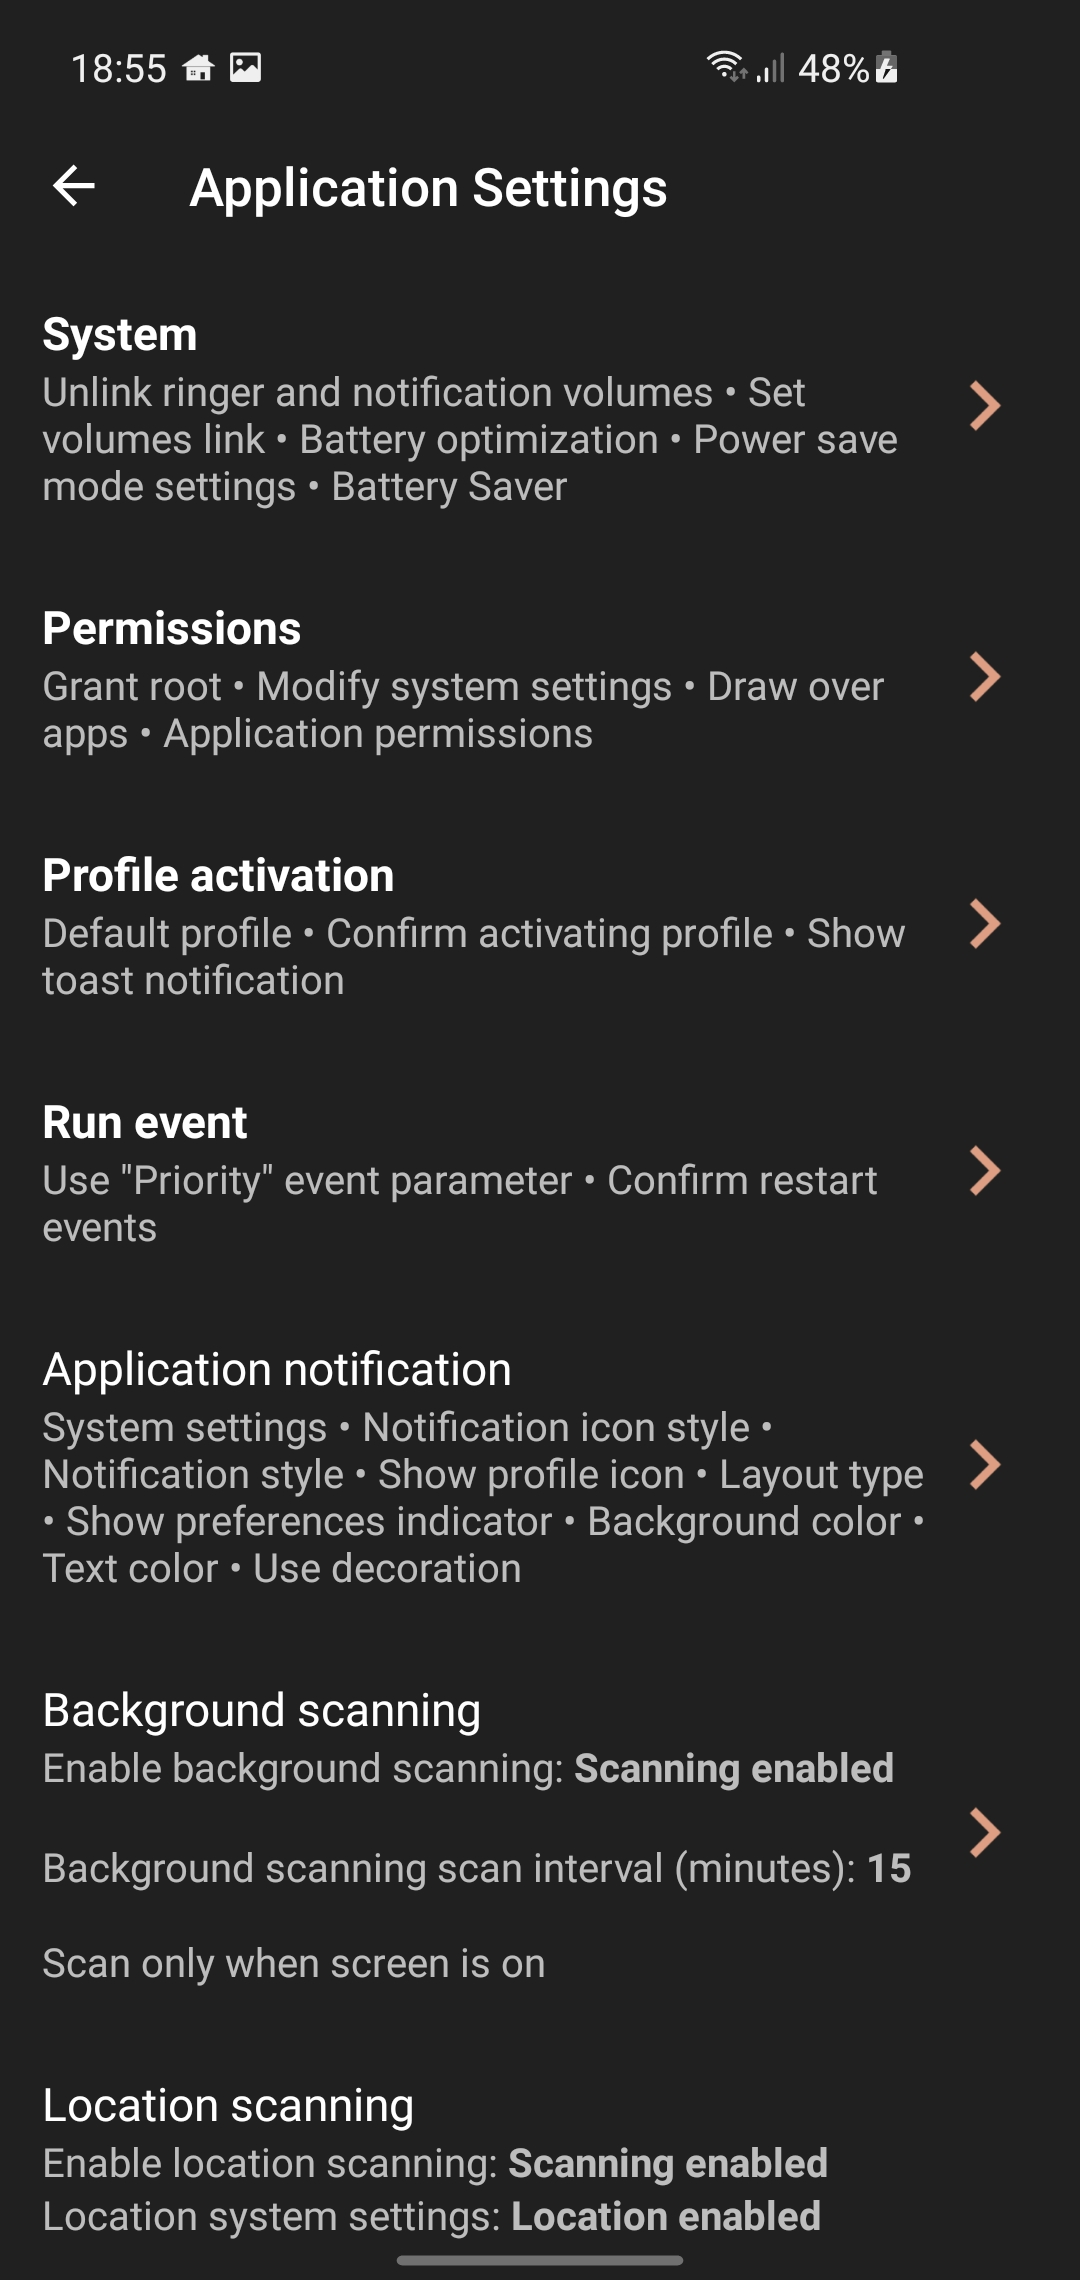 18:55
48%
Application Settings
System
Unlink ringer and notification volumes • Set
volumes link • Battery optimization • Power save
mode settings • Battery Saver
Permissions
Grant root • Modify system settings • Draw over
apps • Application permissions
Profile activation
Default profile • Confirm activating profile • Show
toast notification
Run event
Use "Priority" event parameter • Confirm restart
events
Application notification
System settings • Notification icon style •
Notification style • Show profile icon • Layout type
• Show preferences indicator • Background color •
Text color • Use decoration
Background scanning
Enable background scanning: Scanning enabled
Background scanning scan interval (minutes): 15
Scan only when screen is on
Location scanning
Enable location scanning: Scanning enabled
Location system settings: Location enabled